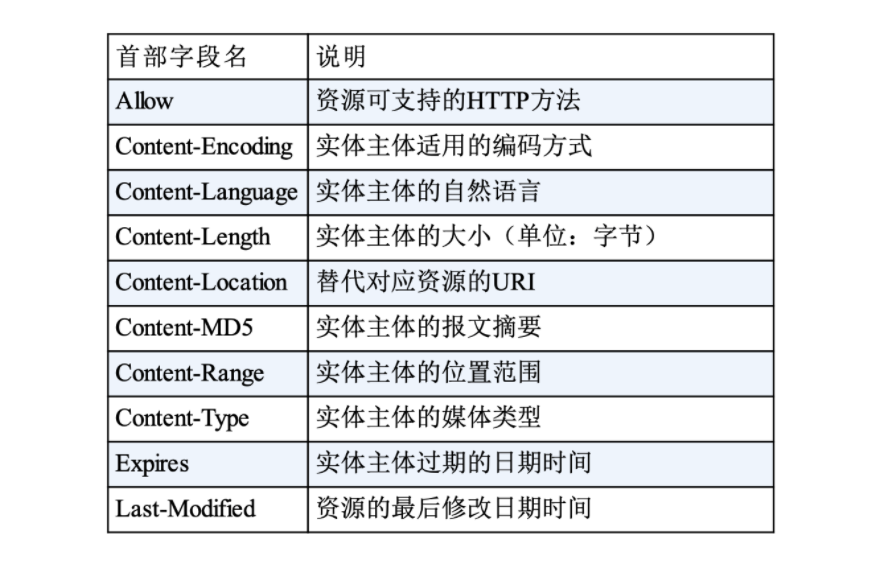 首部字段名 说明
Allow 资源可支持的HTTP方法
Content-Encoding 实体主体适用的编码方式
Content-Language 实体主体的自然语言
Content-Length 实体主体的大小（单位：字节）
Content-Location 替代对应资源的URI
Content-MD5 实体主体的报文摘要
Content-Range 实体主体的位置范围
Content-Type 实体主体的媒体类型
Expires 实体主体过期的日期时间
Last-Modified 资源的最后修改日期时间